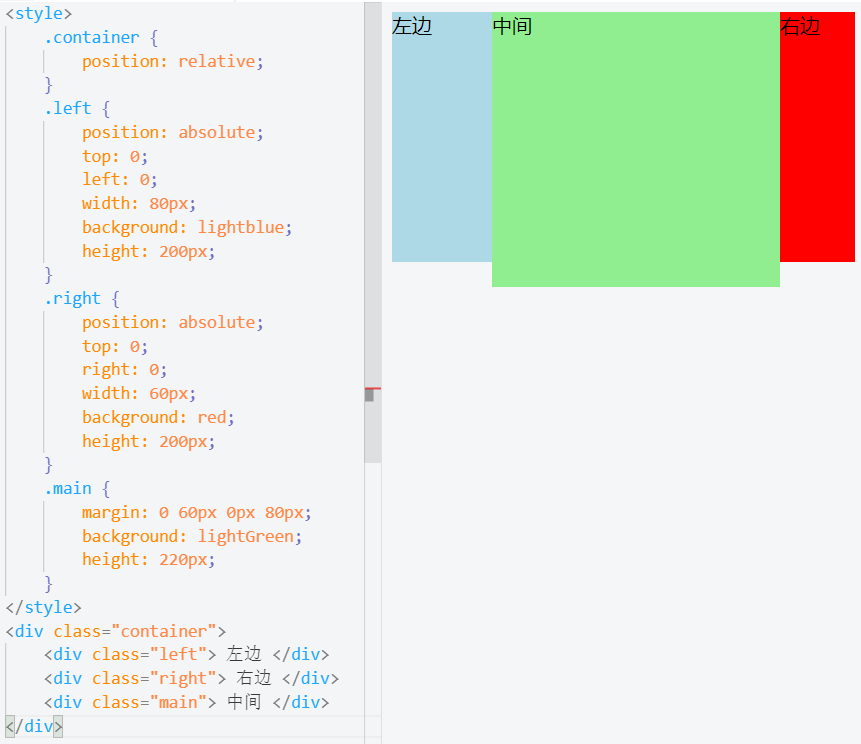 <style>
    .container {
        position: relative;
    }
    .left {
        position: absolute;
        top: 0;
        left: 0;
        width: 80px;
        background: lightblue;
        height: 200px;
    }
    .right {
        position: absolute;
        top: 0;
        right: 0;
        width: 60px;
        background: red;
        height: 200px;
    }
    .main {
        margin: 0 60px 0px 80px;
        background: lightGreen;
        height: 220px;
    }
</style>
<div class="container">
    <div class="left"> 左边 </div>
    <div class="right"> 右边 </div>
    <div class="main"> 中间 </div>
</div>
左边
中间
右边